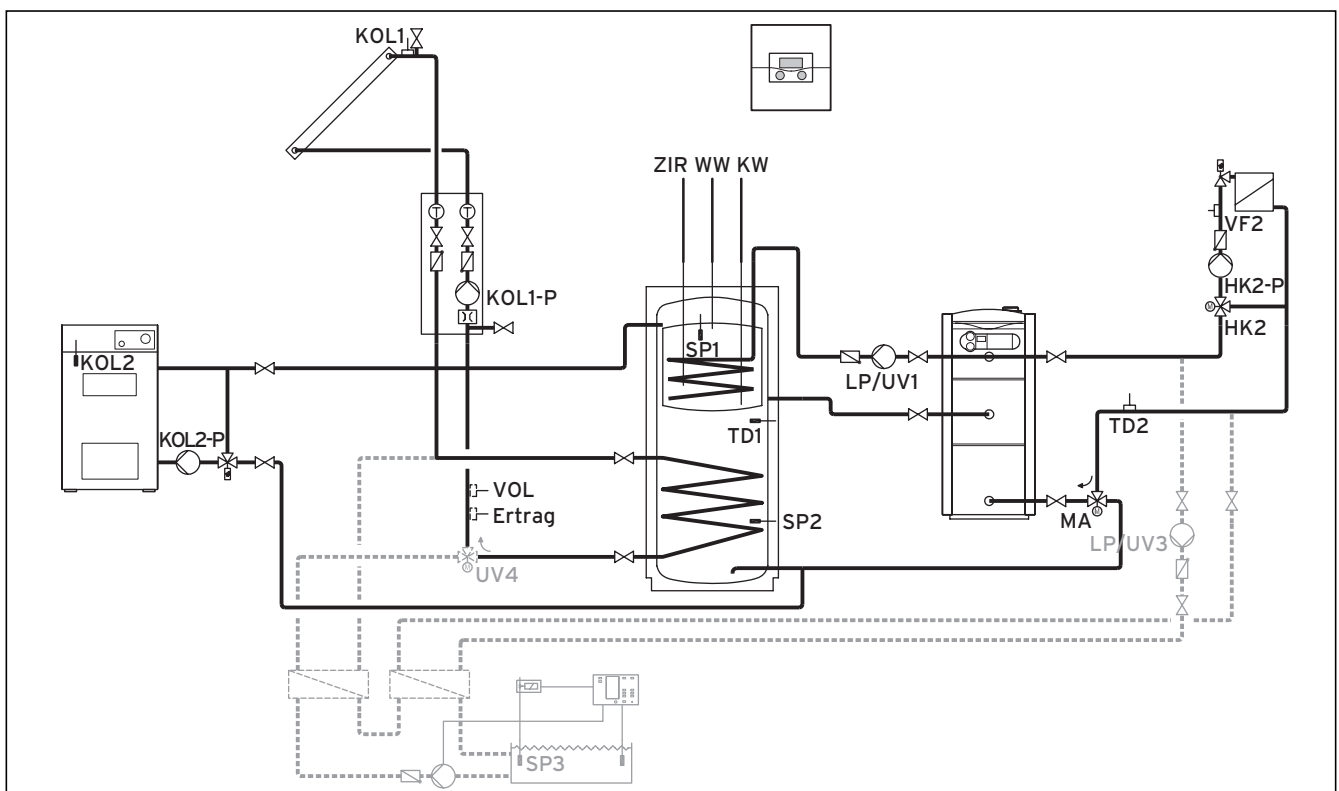 KOL1
ZIR WW KW
VF2
KOL1-P
HK2-P
HK2
SP1
KOL2
LP/UV1
TD2
TD1
KOL2-P
VOL
Ertrag
SP2
MA
LP/UV3
UV4
SP3